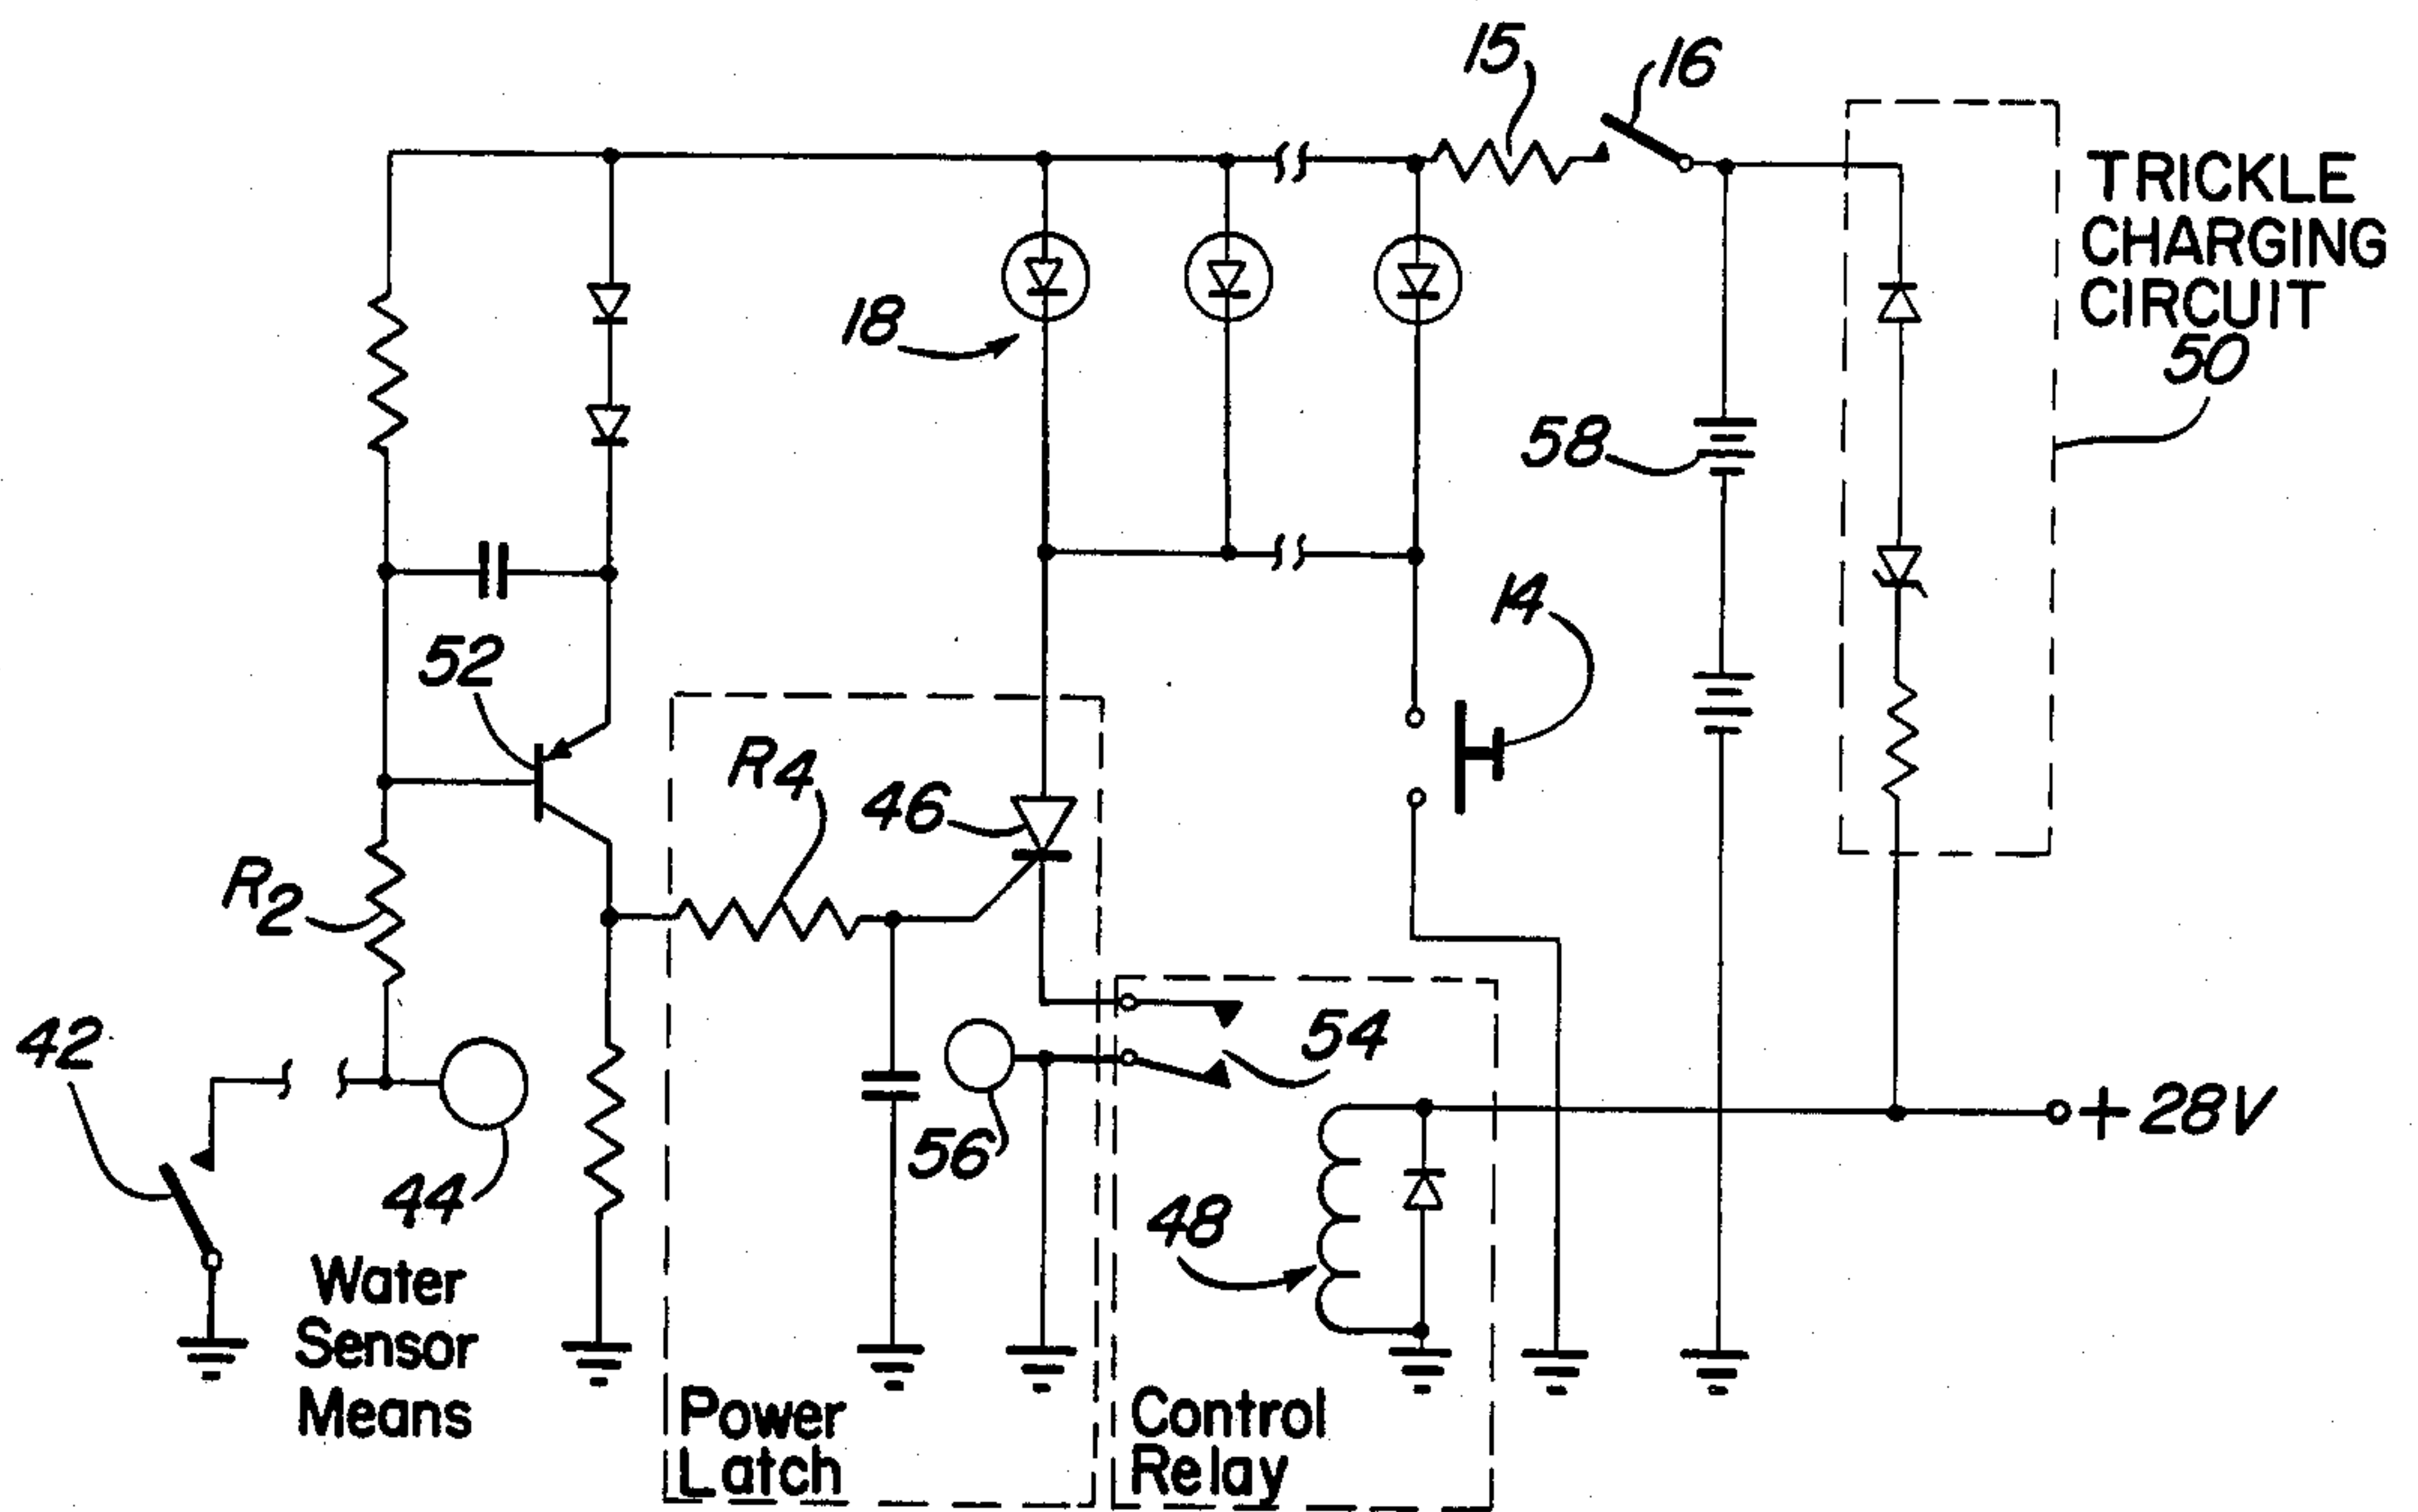 15
16
TRICKLE
CHARGING
CIRCUIT
50
18
58
14
52
R4
46
R2
54
42
56
+28V
44
48
Water
Sensor
Means
Power
Latch
Control
Relay